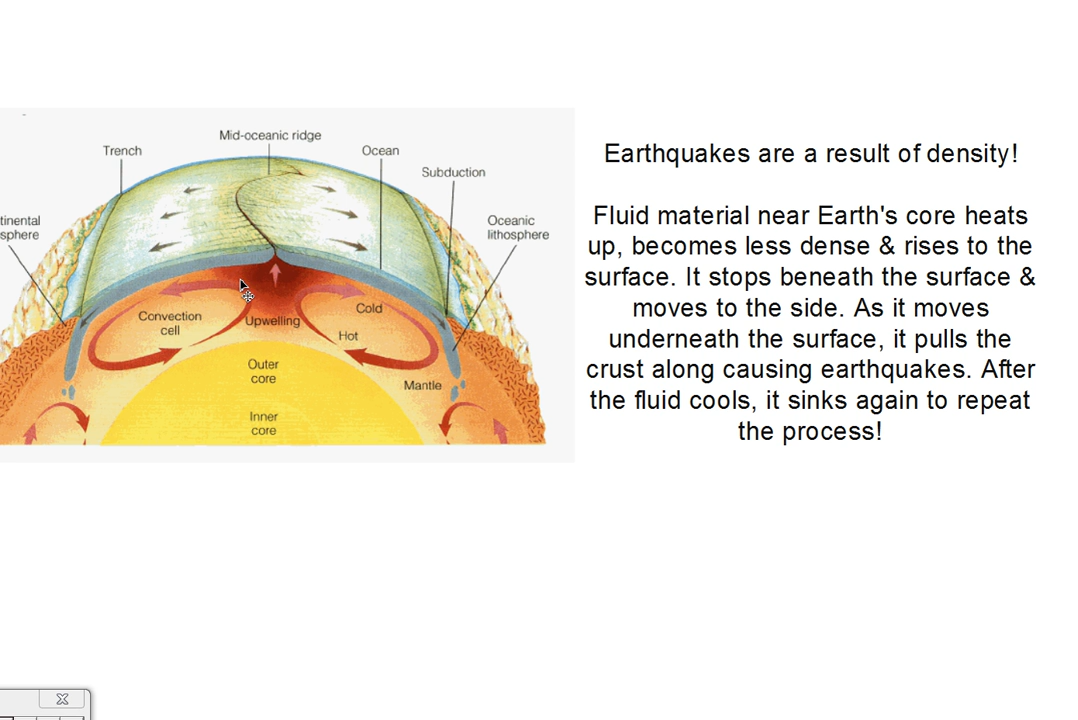 Mid-oceanic ridge
Trench
Ocean
Subduction
tinental
sphere
Oceanic
lithosphere
Convection
cell
Upwelling
Cold
Hot
Outer
core
Mantle
Inner
core
Earthquakes are a result of density!
Fluid material near Earth's core heats
up, becomes less dense & rises to the
surface. It stops beneath the surface &
moves to the side. As it moves
underneath the surface, it pulls the
crust along causing earthquakes. After
the fluid cools, it sinks again to repeat
the process!